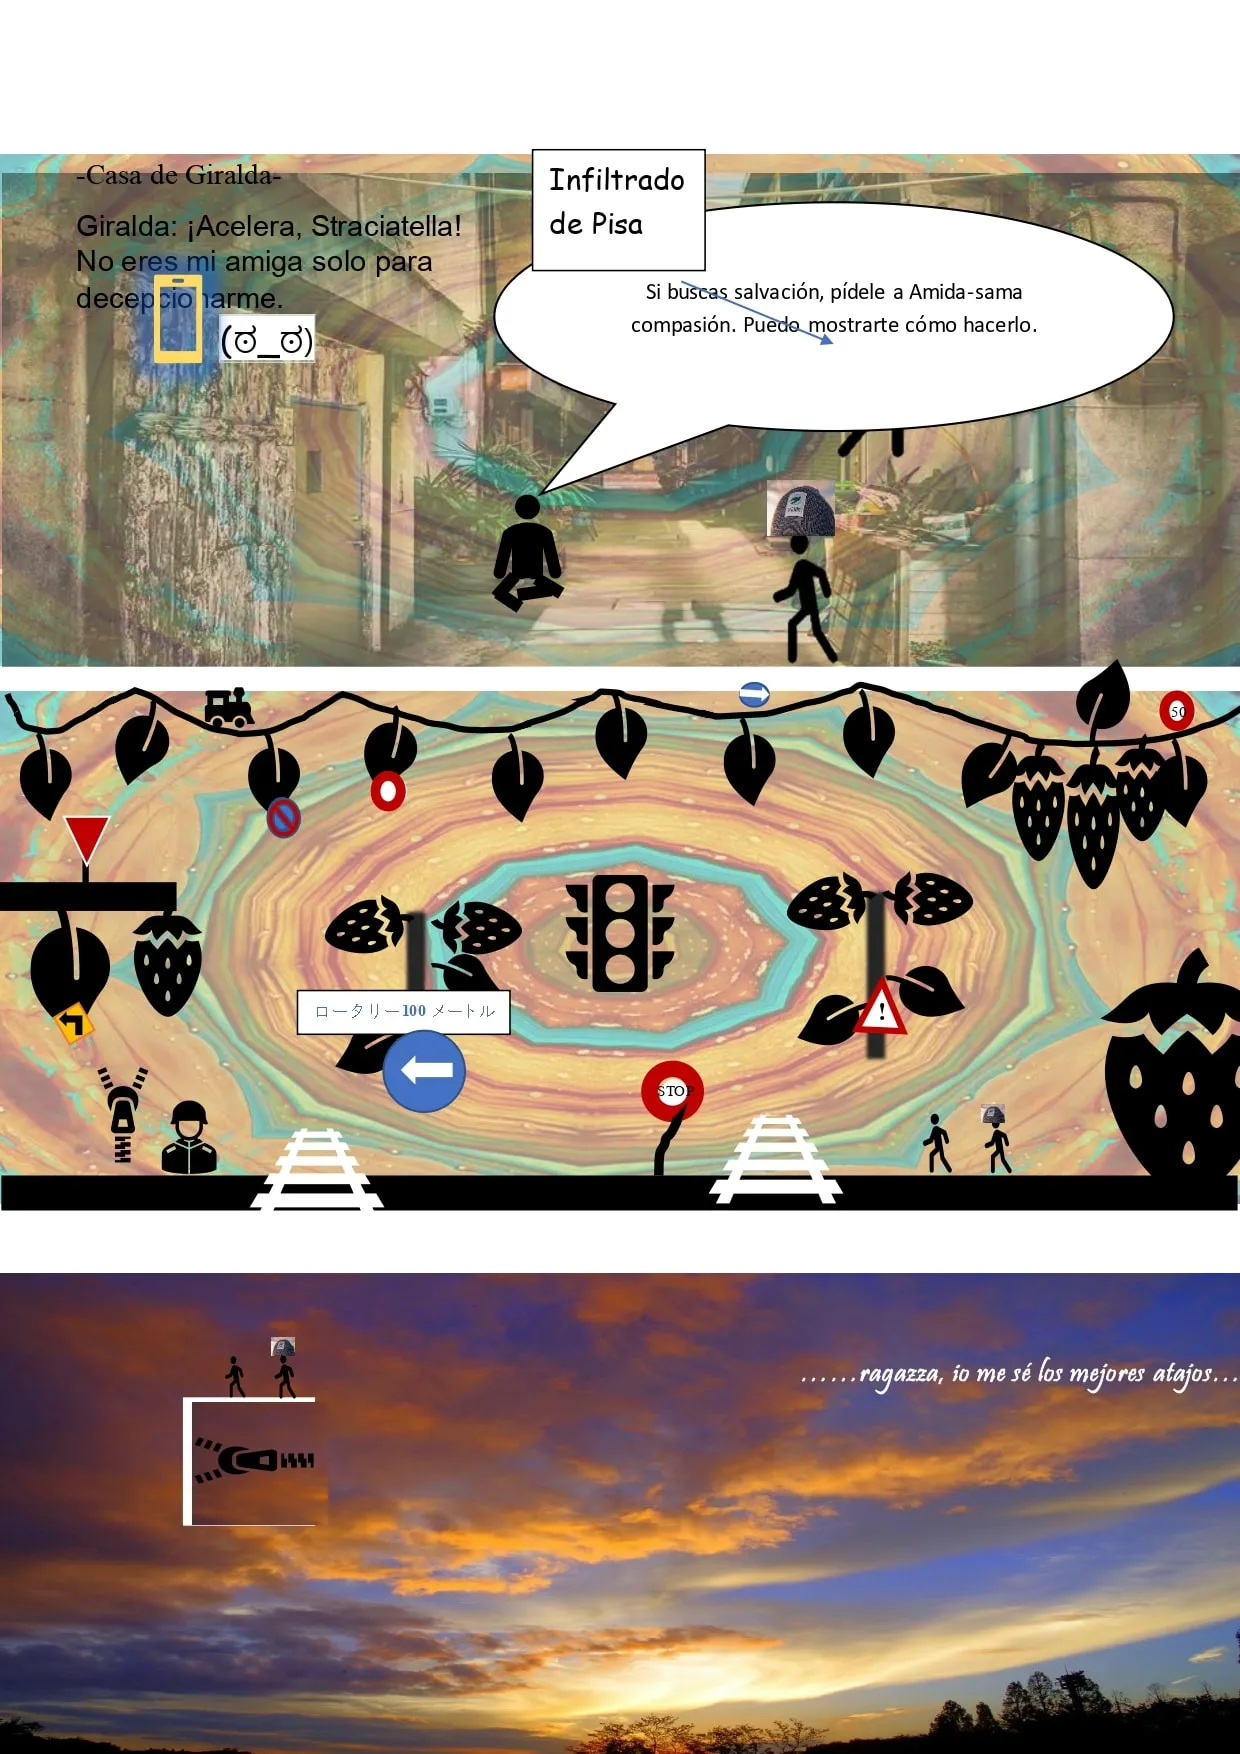 -Casa de Giralda-
Giralda: ¡Acelera, Straciatella!
No eres mi amiga solo para
decepcionarme.
(ಠ_ಠ)
Infiltrado
de Pisa
Si buscas salvación, pídele a Amida-sama
compasión. Puedo mostrarte cómo hacerlo.
50
ロータリー100 メートル
!
STOP
......ragazza, io me sé los mejores atajos...